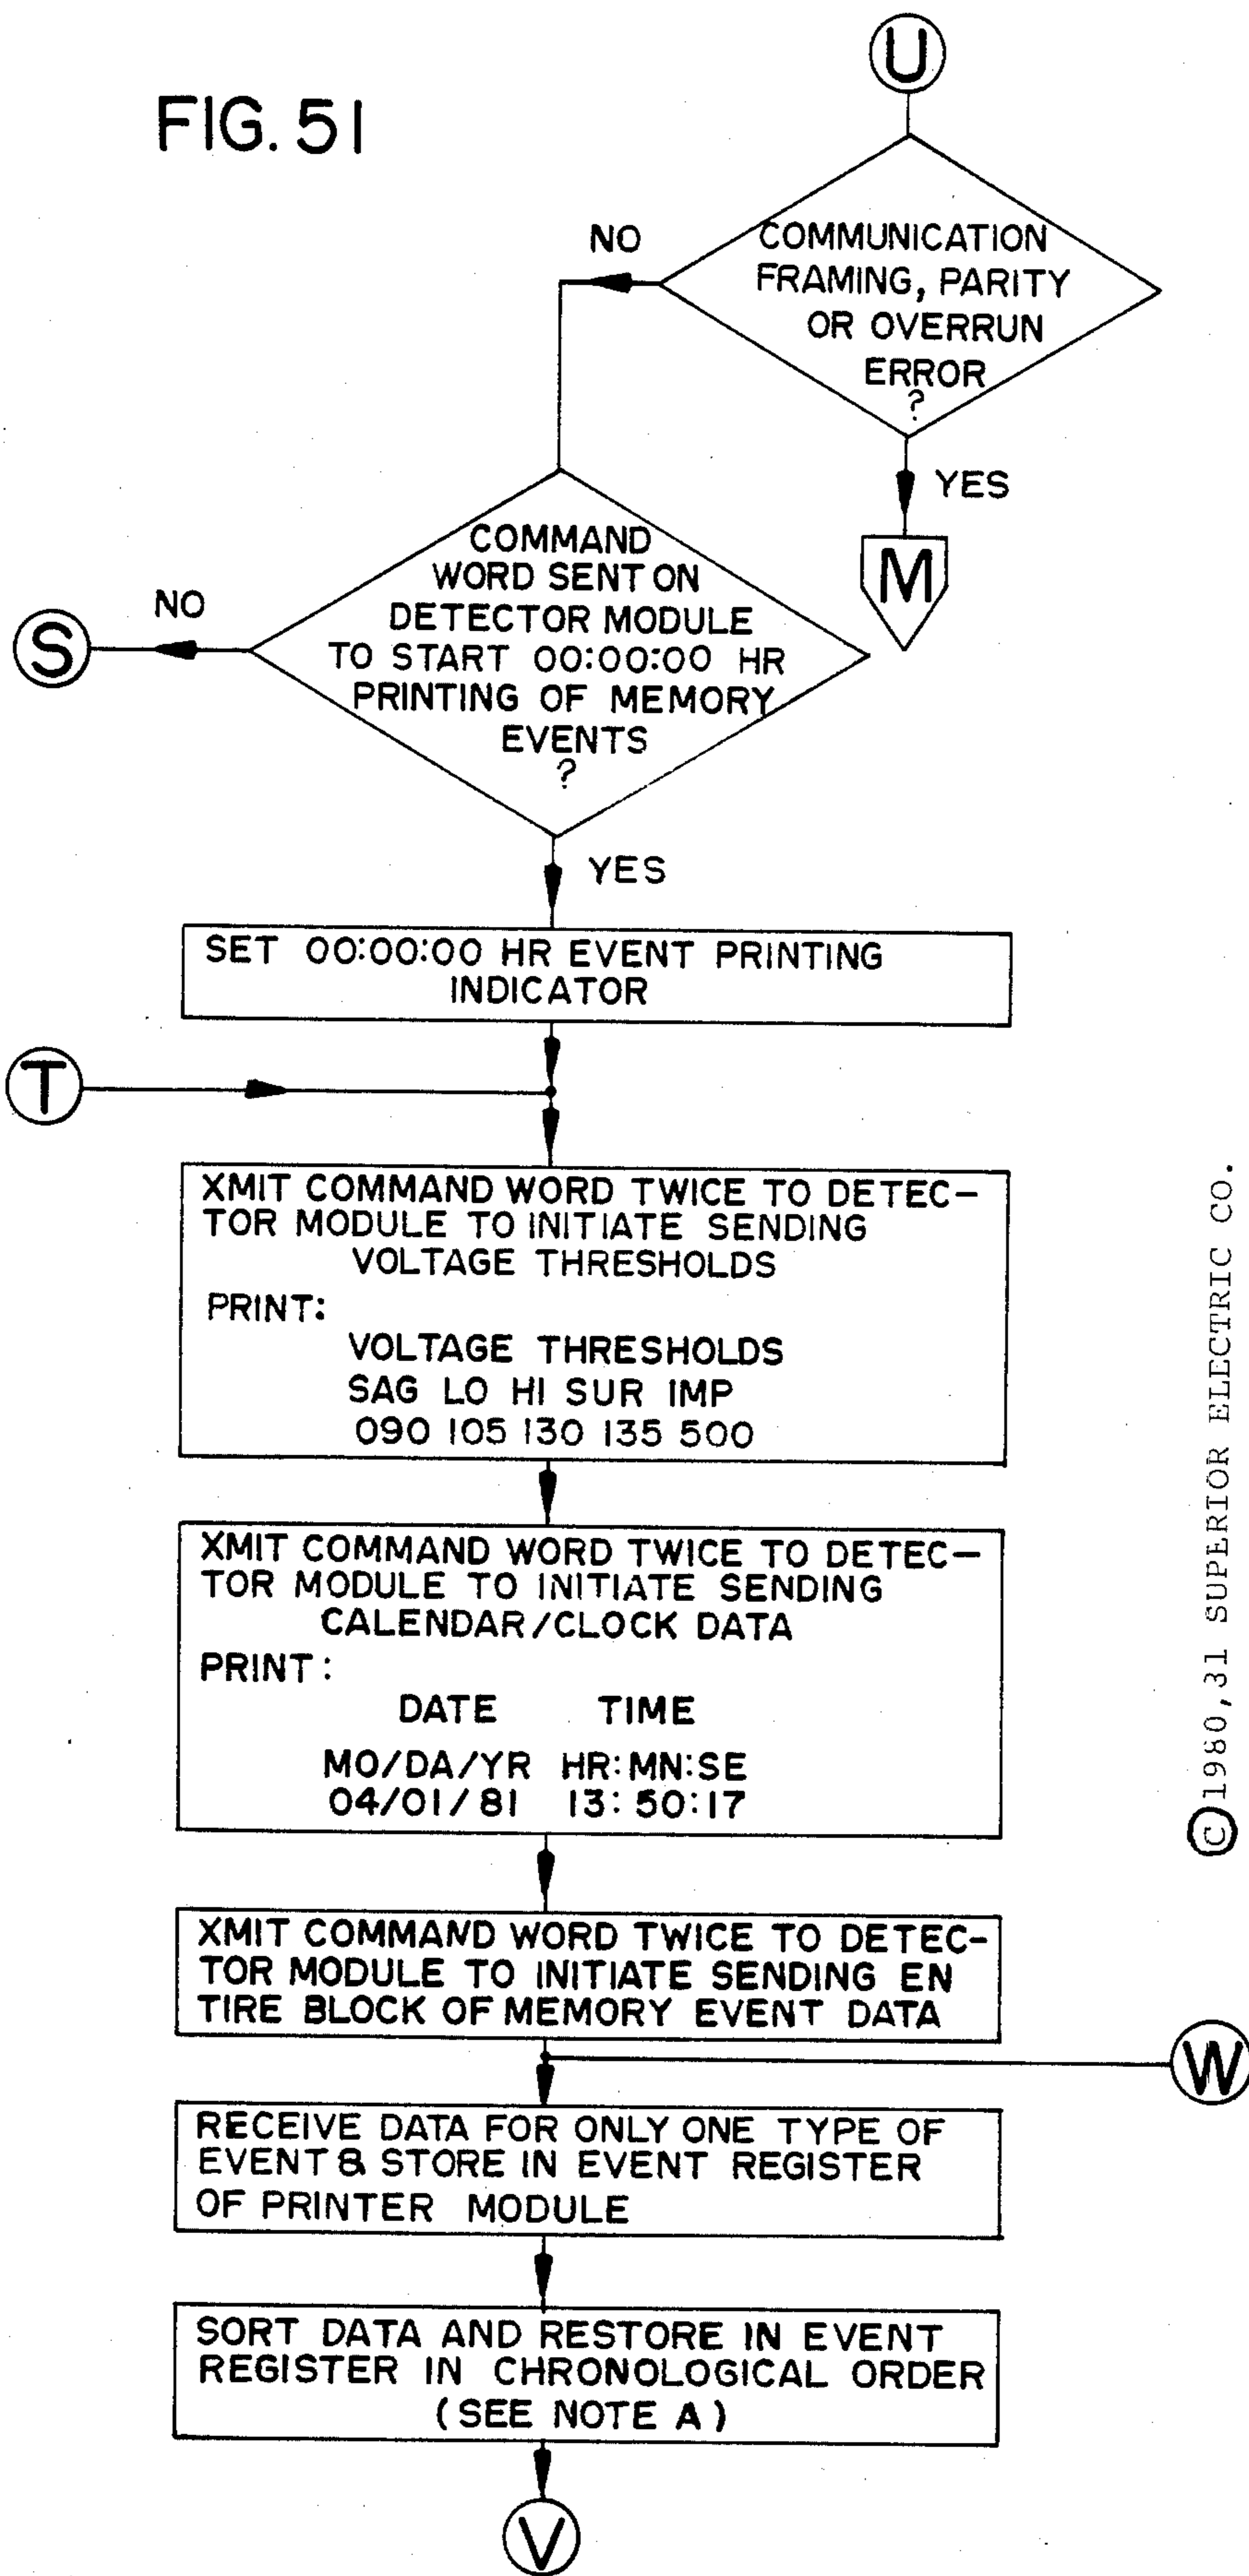 U
FIG. 51
NO
COMMUNICATION
FRAMING, PARITY
OR OVERRUN
ERROR
?
YES
M
COMMAND
WORD SENT ON
DETECTOR MODULE
TO START 00:00:00 HR
PRINTING OF MEMORY
EVENTS
?
NO
S
YES
SET 00:00:00 HR EVENT PRINTING
INDICATOR
T
XMIT COMMAND WORD TWICE TO DETEC-
TOR MODULE TO INITIATE SENDING
VOLTAGE THRESHOLDS
PRINT:
VOLTAGE THRESHOLDS
SAG LO HI SUR IMP
090 105 130 135 500
XMIT COMMAND WORD TWICE TO DETEC-
TOR MODULE TO INITIATE SENDING
CALENDAR/CLOCK DATA
PRINT:
DATE TIME
MO/DA/YR HR:MN:SE
04/01/81 13:50:17
XMIT COMMAND WORD TWICE TO DETEC-
TOR MODULE TO INITIATE SENDING EN
TIRE BLOCK OF MEMORY EVENT DATA
W
RECEIVE DATA FOR ONLY ONE TYPE OF
EVENT & STORE IN EVENT REGISTER
OF PRINTER MODULE
SORT DATA AND RESTORE IN EVENT
REGISTER IN CHRONOLOGICAL ORDER
(SEE NOTE A)
V
©1980,31 SUPERIOR ELECTRIC CO.